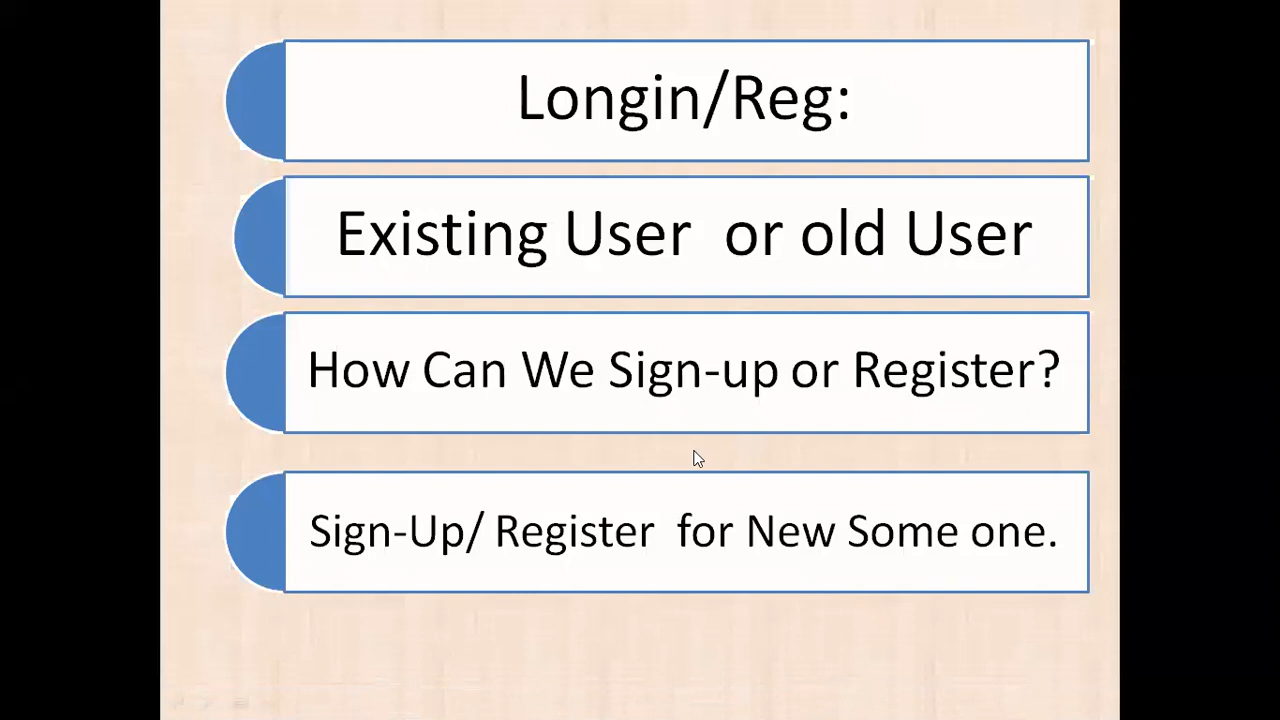 Longin/Reg:
Existing User  or old User
How Can We Sign-up or Register?
Sign-Up/ Register  for New Some one.